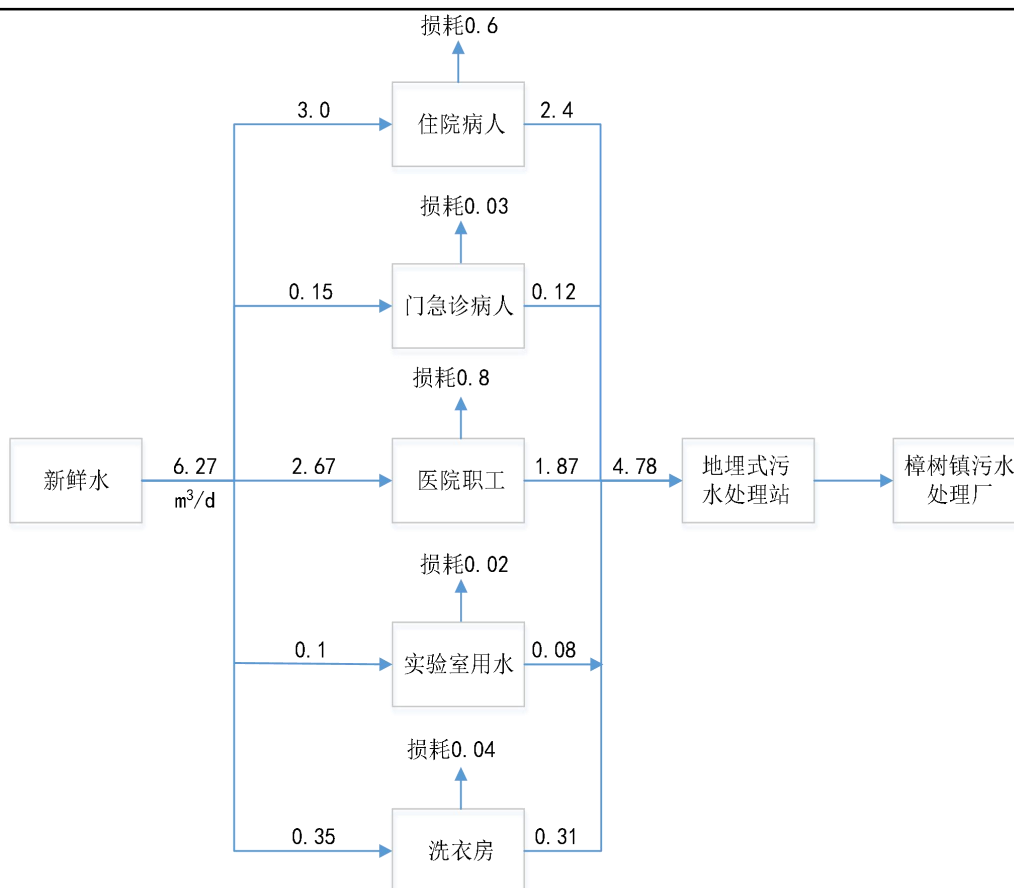 损耗0.6
3.0
住院病人
2.4
损耗0.03
0.15
门急诊病人
0.12
损耗0.8
新鲜水
6.27
m³/d
2.67
医院职工
1.87
4.78
地埋式污
水处理站
樟树镇污水
处理厂
损耗0.02
0.1
实验室用水
0.08
损耗0.04
0.35
洗衣房
0.31